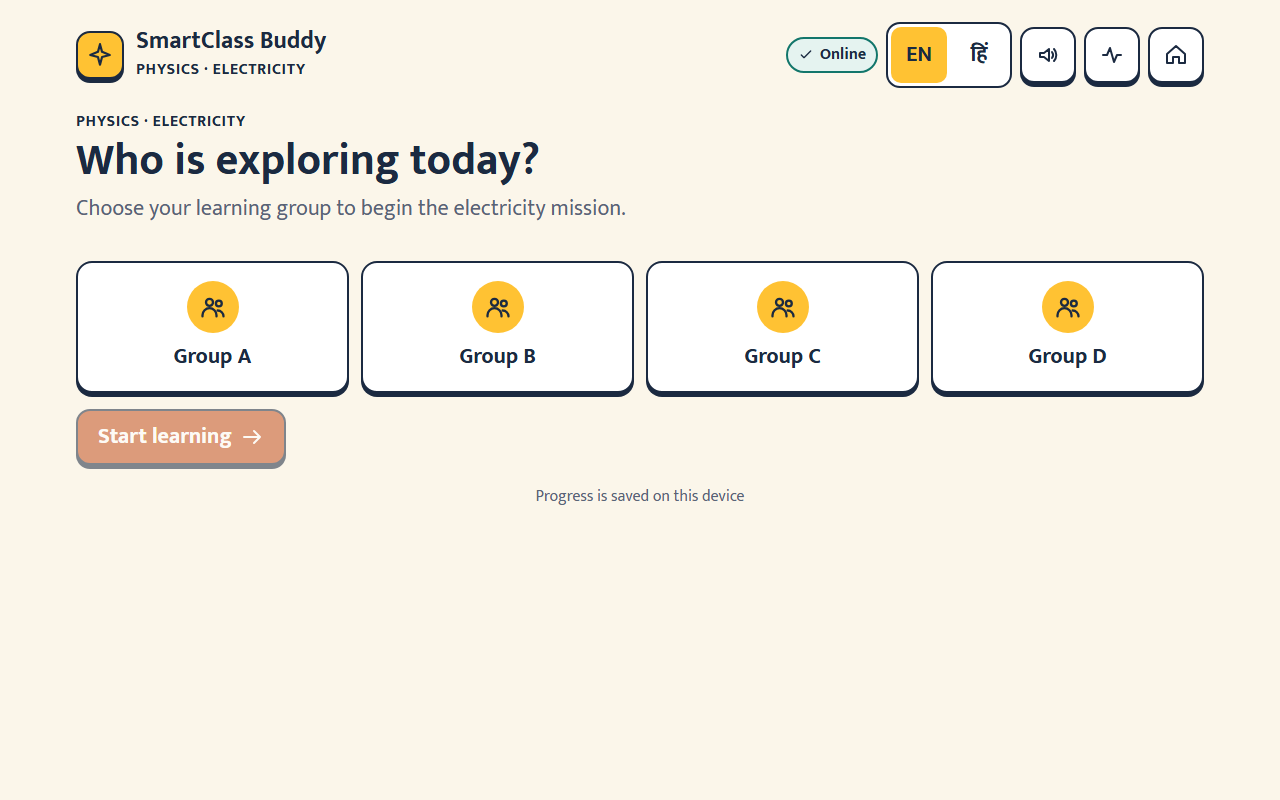 SmartClass Buddy
PHYSICS · ELECTRICITY
Online
EN
हिं
PHYSICS · ELECTRICITY
Who is exploring today?
Choose your learning group to begin the electricity mission.
Group A
Group B
Group C
Group D
Start learning →
Progress is saved on this device